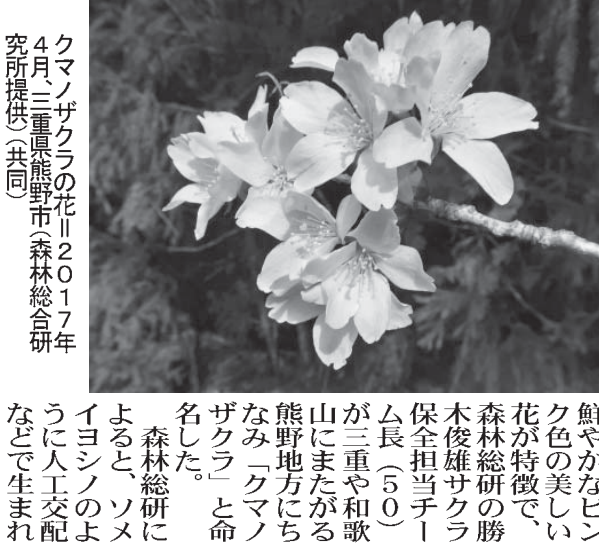 クマノザクラの花＝２０１７年
４月、三重県熊野市（森林総合研
究所提供）（共同）
鮮やかなピン
ク色の美しい
花が特徴で、
森林総研の勝
木俊雄サクラ
保全担当チー
ム長（５０）
が三重や和歌
山にまたがる
熊野地方にち
なみ「クマノ
ザクラ」と命
名した。
森林総研に
よると、ソメ
イヨシノのよ
うに人工交配
などで生まれ